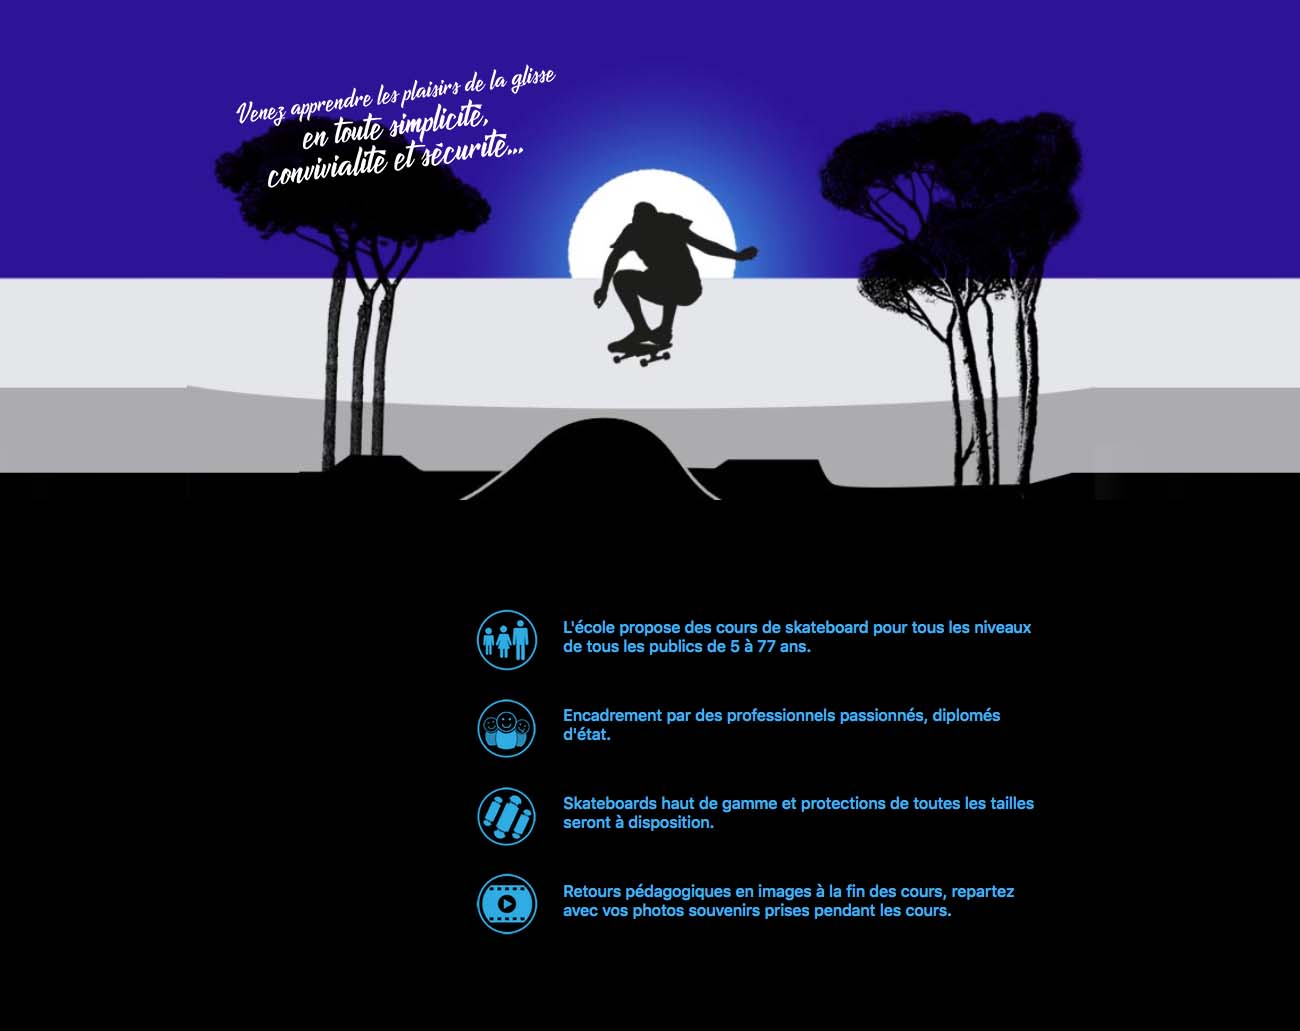 Venez apprendre les plaisirs de la glisse
en toute simplicité,
convivialité et sécurité...
L'école propose des cours de skateboard pour tous les niveaux
de tous les publics de 5 à 77 ans.
Encadrement par des professionnels passionnés, diplomés
d'état.
Skateboards haut de gamme et protections de toutes les tailles
seront à disposition.
Retours pédagogiques en images à la fin des cours, repartez
avec vos photos souvenirs prises pendant les cours.